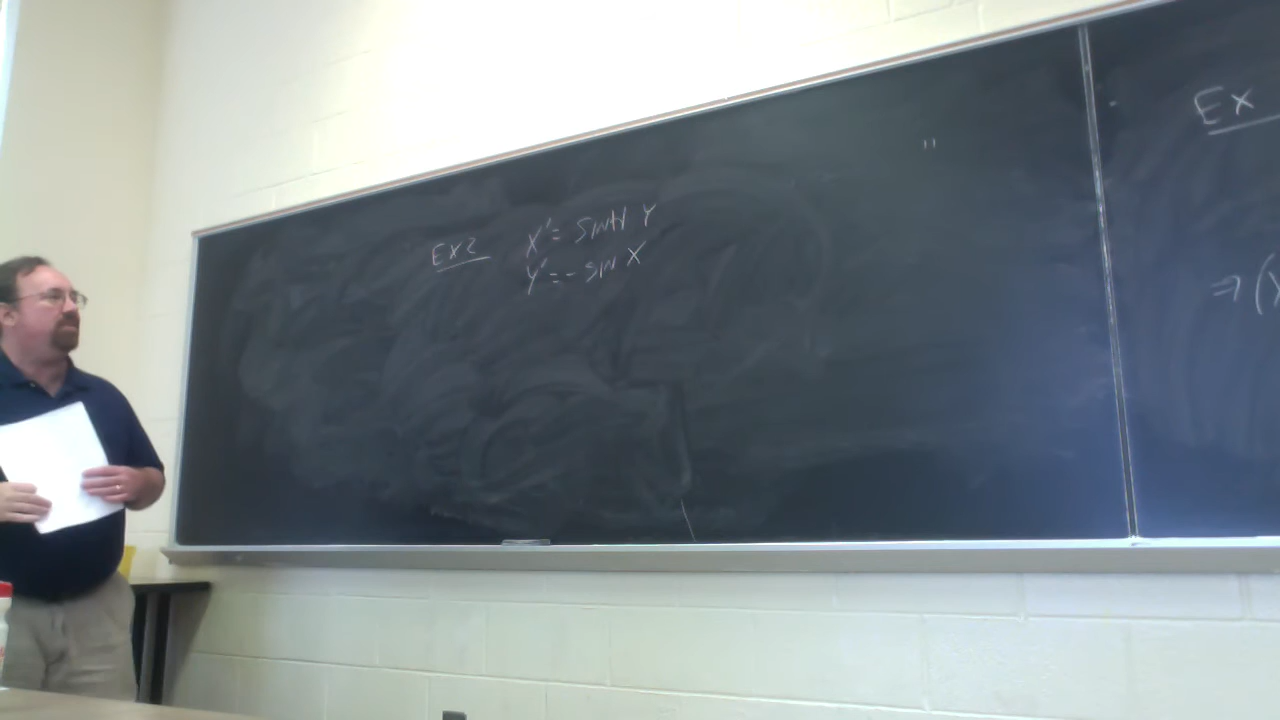 EX2 X' = sinh Y
Y' = - sin X
Ex
⇒ (X